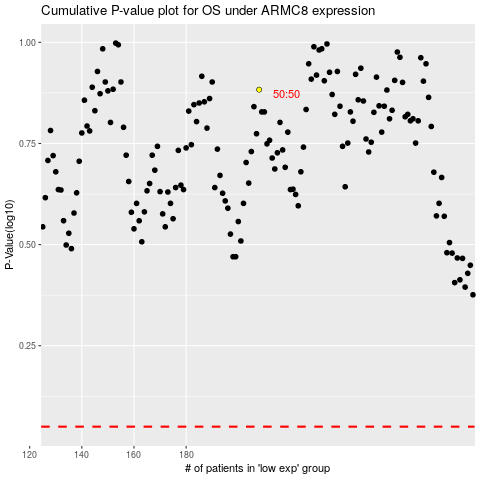 Cumulative P-value plot for OS under ARMC8 expression
P-Value(log10)
1.00
0.75
0.50
0.25
50:50
120 140 160 180
# of patients in 'low exp' group